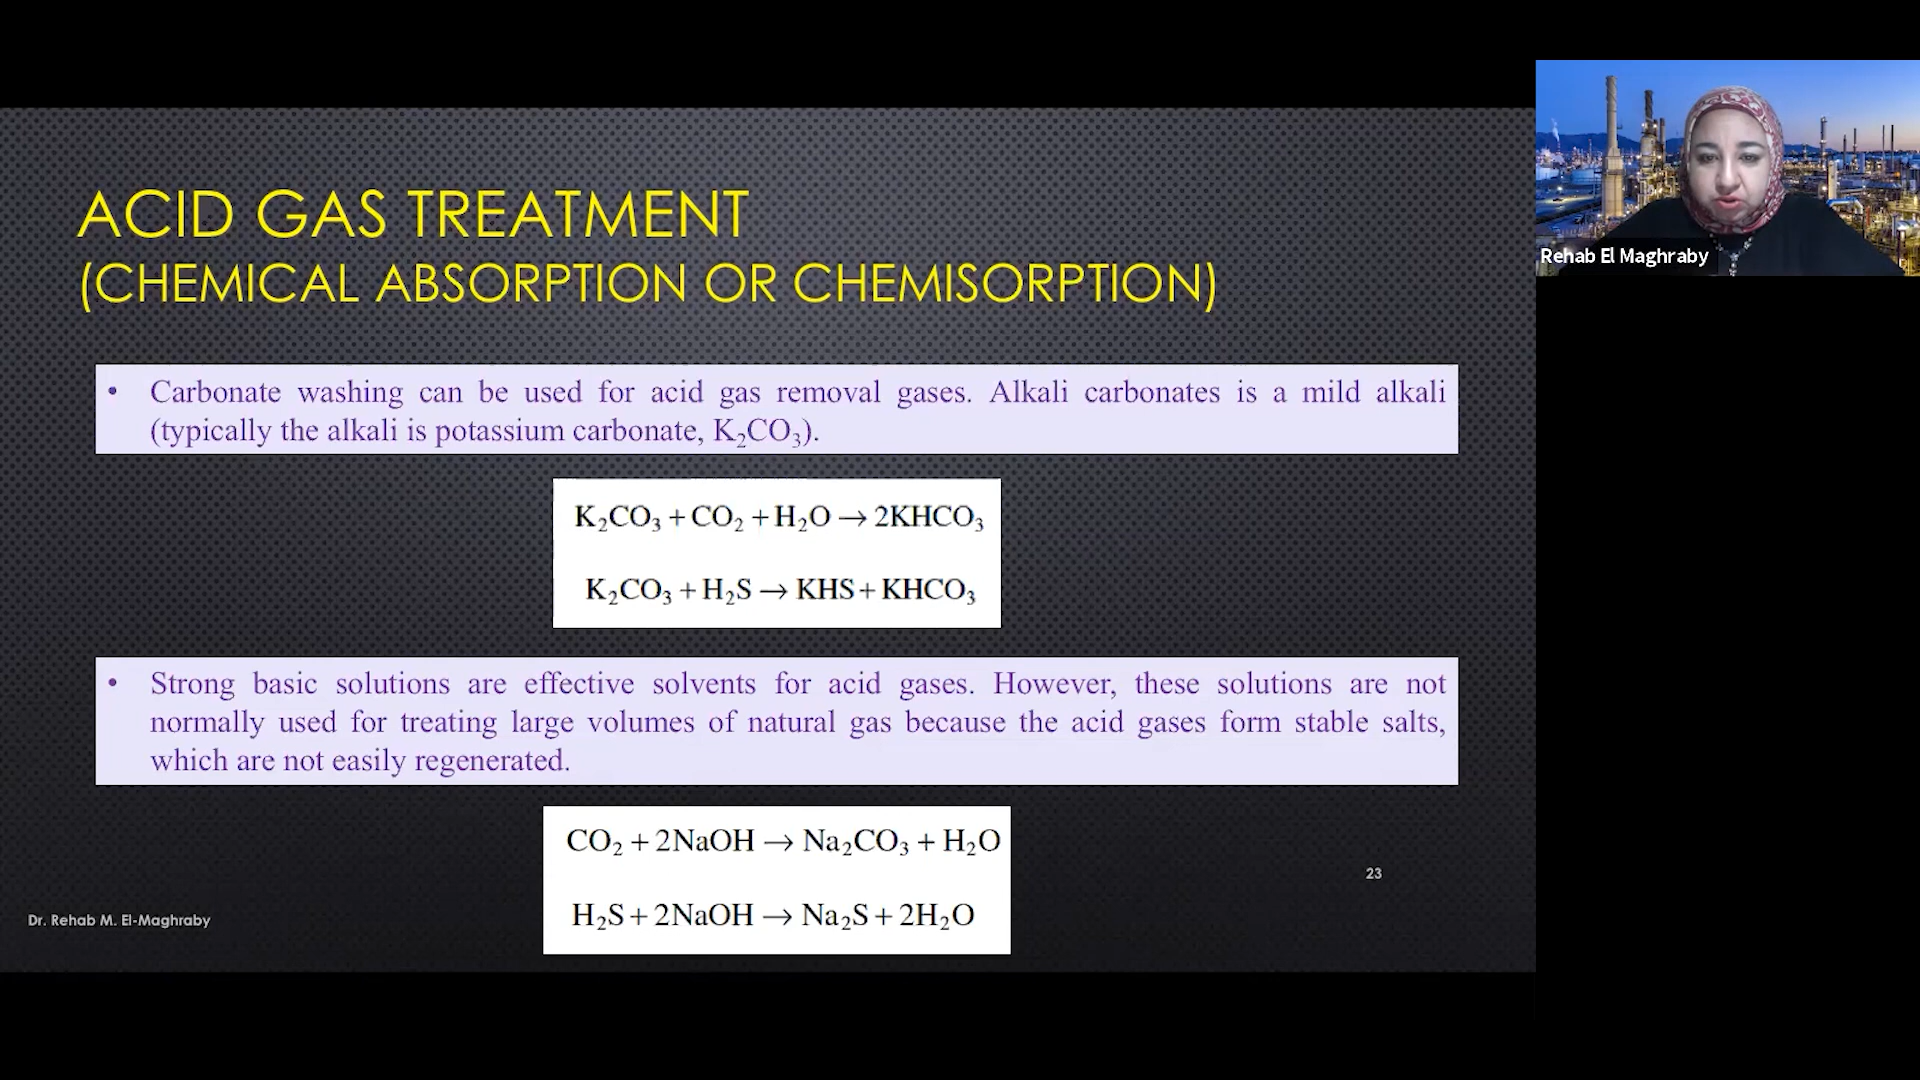 ACID GAS TREATMENT
(CHEMICAL ABSORPTION OR CHEMISORPTION)
• Carbonate washing can be used for acid gas removal gases. Alkali carbonates is a mild alkali
(typically the alkali is potassium carbonate, K₂CO₃).
K₂CO₃ + CO₂ + H₂O → 2KHCO₃
K₂CO₃ + H₂S → KHS + KHCO₃
• Strong basic solutions are effective solvents for acid gases. However, these solutions are not
normally used for treating large volumes of natural gas because the acid gases form stable salts,
which are not easily regenerated.
CO₂ + 2NaOH → Na₂CO₃ + H₂O
H₂S + 2NaOH → Na₂S + 2H₂O
23
Dr. Rehab M. El-Maghraby
Rehab El Maghraby